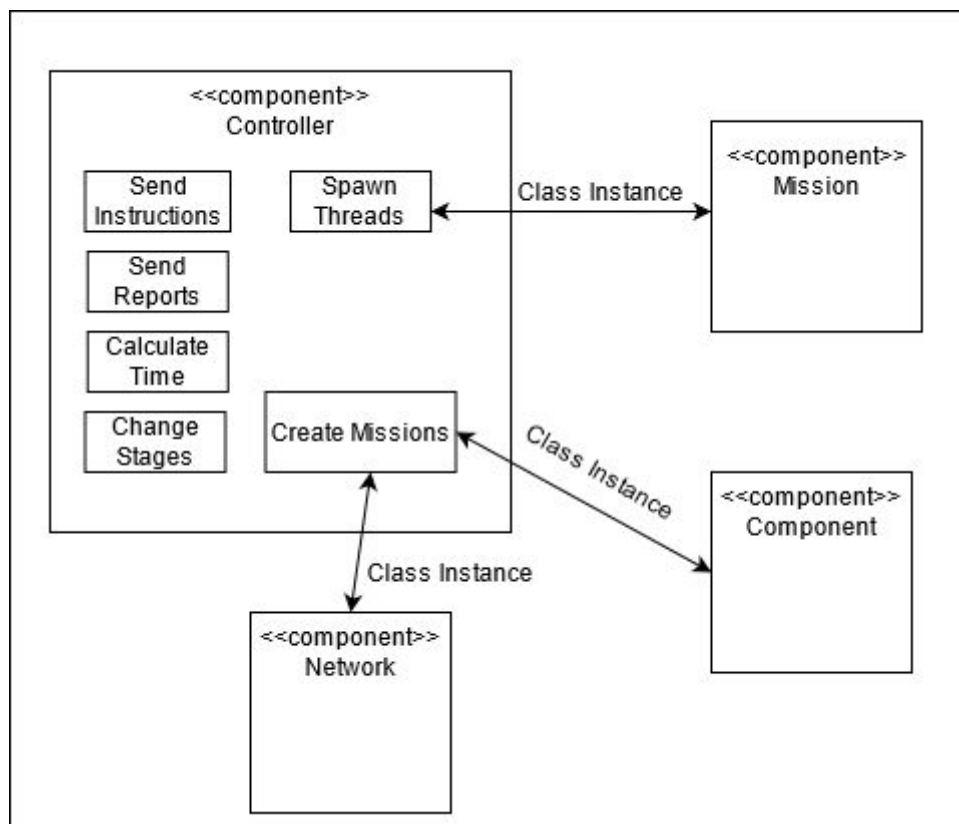 <<component>>
Controller
Send
Instructions
Spawn
Threads
Send
Reports
Calculate
Time
Change
Stages
Create Missions
Class Instance
<<component>>
Mission
Class Instance
<<component>>
Component
Class Instance
<<component>>
Network